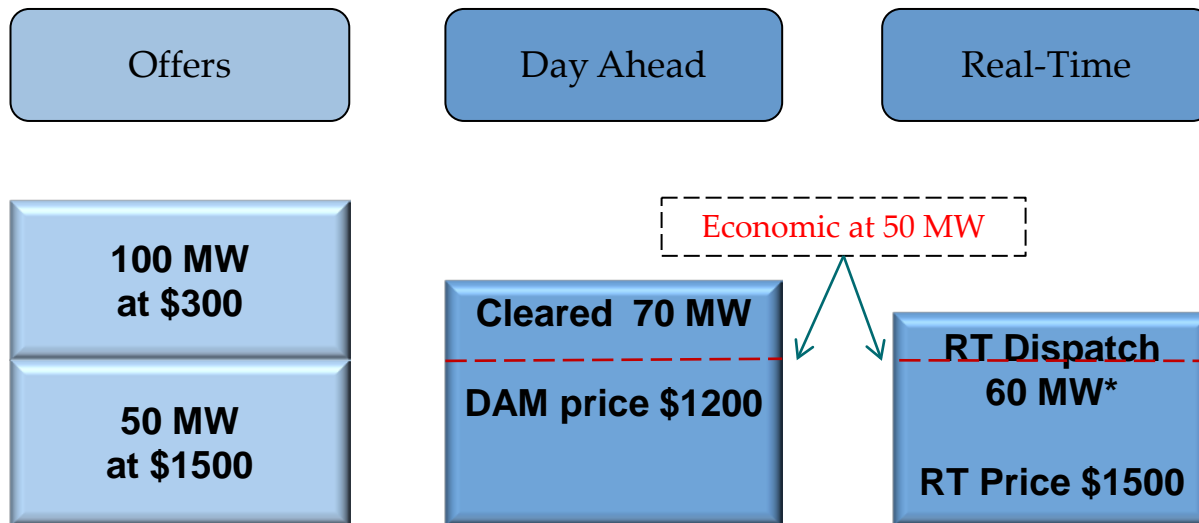 Offers
Day Ahead
Real-Time
Economic at 50 MW
100 MW
at $300
50 MW
at $1500
Cleared 70 MW
DAM price $1200
RT Dispatch
60 MW*
RT Price $1500